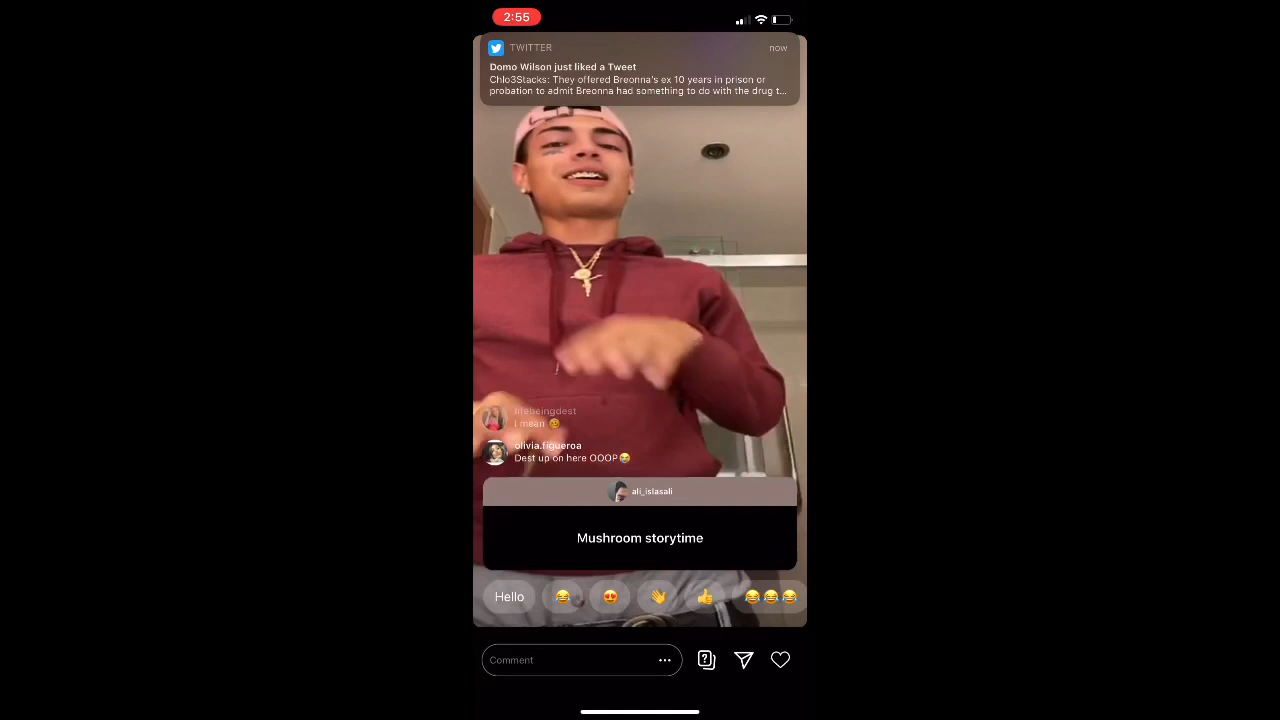 2:55
TWITTER
now
Domo Wilson just liked a Tweet
Chlo3Stacks: They offered Breonna's ex 10 years in prison or
probation to admit Breonna had something to do with the drug t...
lifebeingdest
I mean 🥴
olivia.figueroa
Dest up on here OOOP😭
ali_islasali
Mushroom storytime
Hello 😂 😍 👋 👍 😂😂😂
Comment